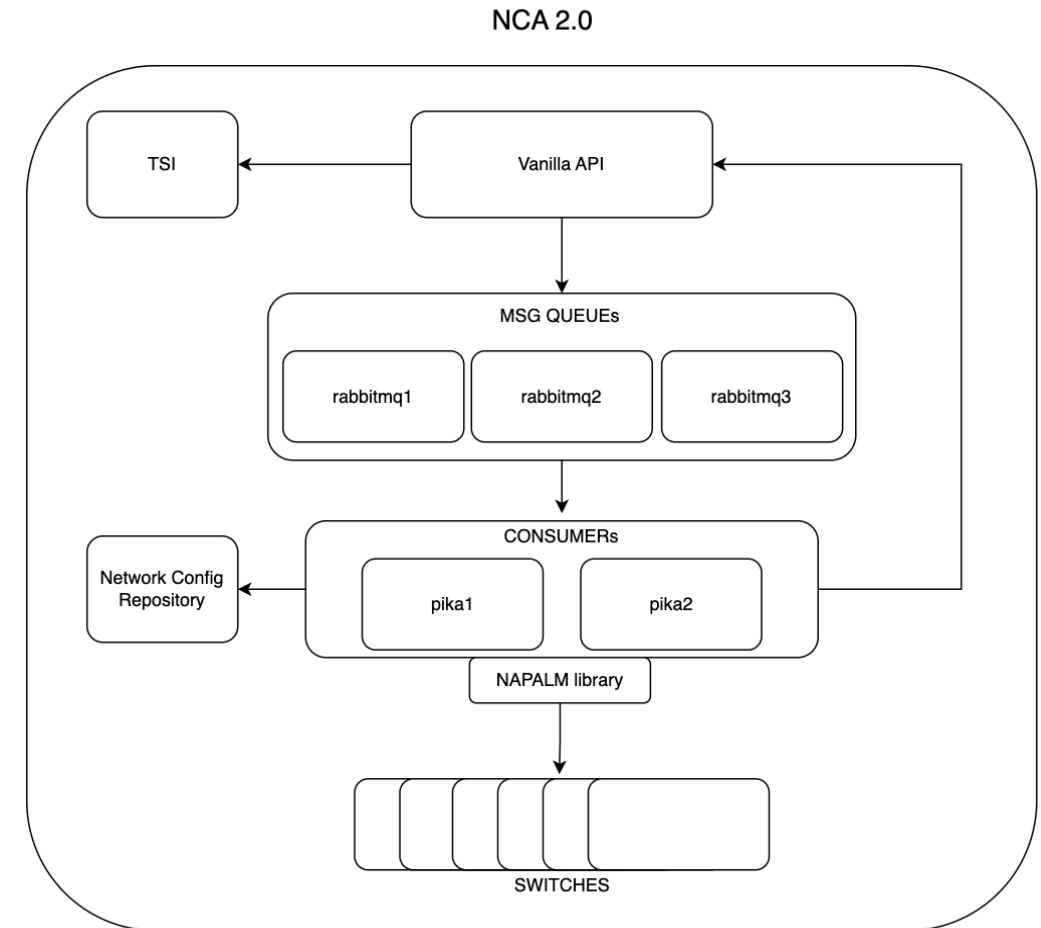 NCA 2.0
TSI
Vanilla API
MSG QUEUEs
rabbitmq1
rabbitmq2
rabbitmq3
CONSUMERs
Network Config
Repository
pika1
pika2
NAPALM library
SWITCHES